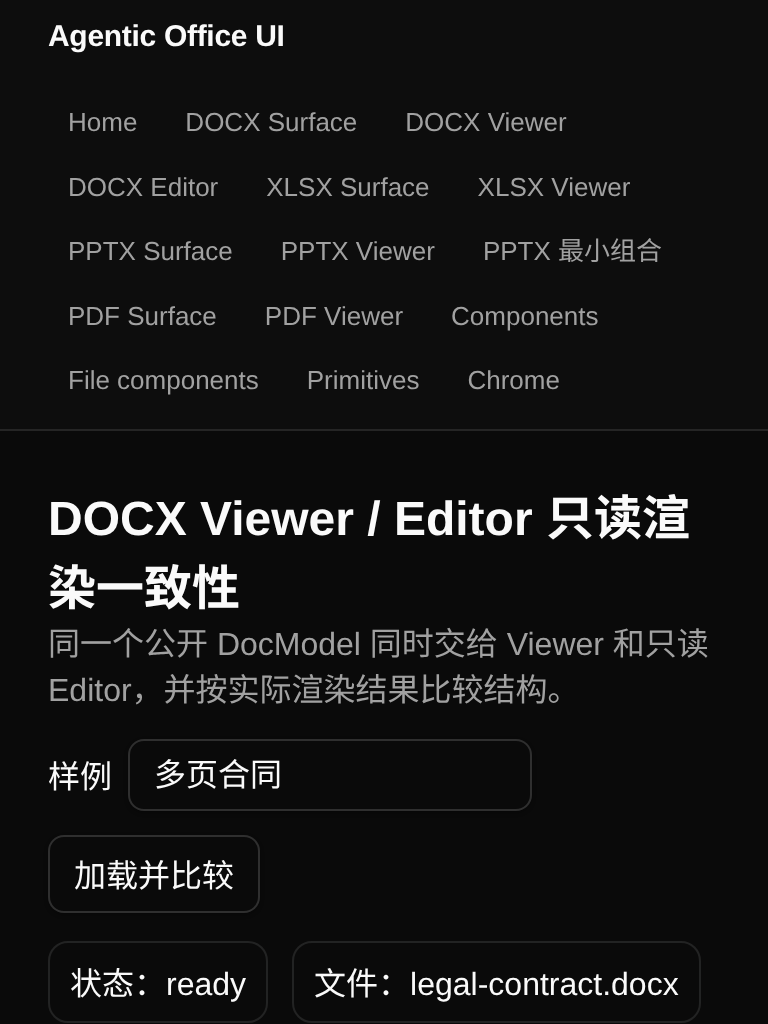 Agentic Office UI
Home DOCX Surface DOCX Viewer
DOCX Editor XLSX Surface XLSX Viewer
PPTX Surface PPTX Viewer PPTX 最小组合
PDF Surface PDF Viewer Components
File components Primitives Chrome
DOCX Viewer / Editor 只读渲
染一致性
同一个公开 DocModel 同时交给 Viewer 和只读
Editor，并按实际渲染结果比较结构。
样例 多页合同
加载并比较
状态：ready 文件：legal-contract.docx